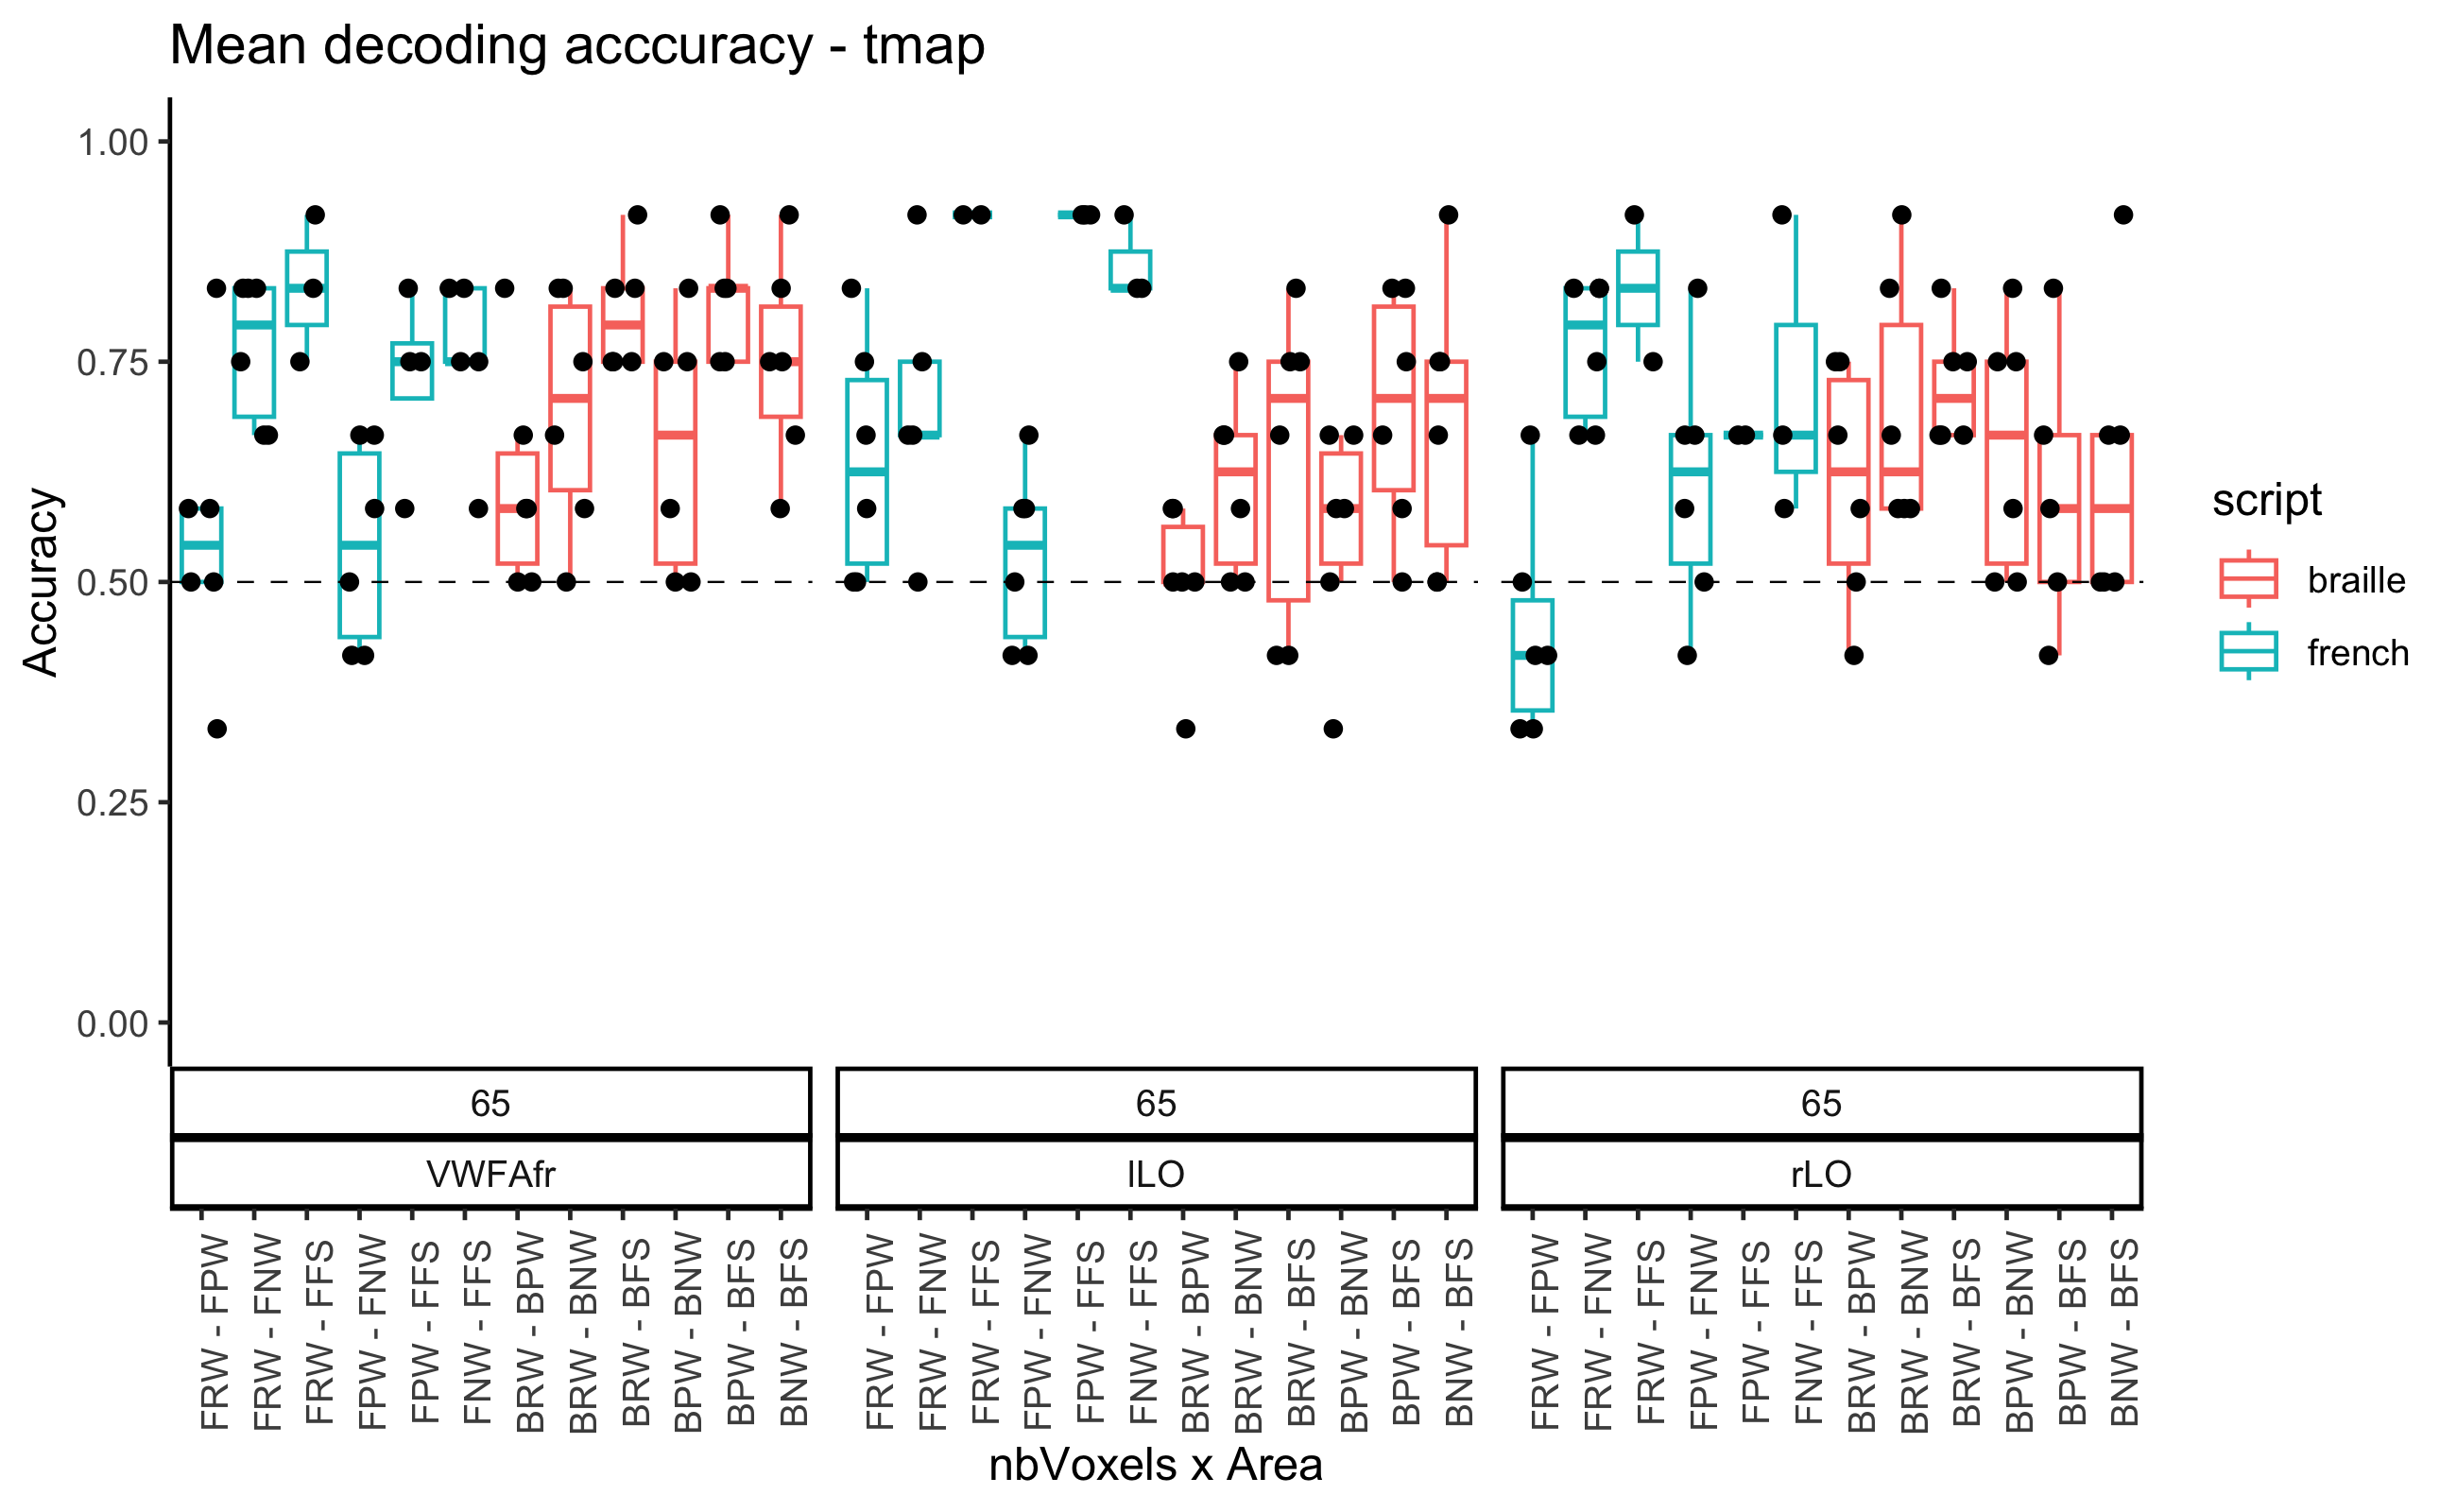 Mean decoding acccuracy - tmap
Accuracy
1.00
0.75
0.50
0.25
0.00
65
65
65
VWFAfr
lLO
rLO
FRW - FPW
FRW - FNW
FRW - FFS
FPW - FNW
FPW - FFS
FNW - FFS
BRW - BPW
BRW - BNW
BRW - BFS
BPW - BNW
BPW - BFS
BNW - BFS
FRW - FPW
FRW - FNW
FRW - FFS
FPW - FNW
FPW - FFS
FNW - FFS
BRW - BPW
BRW - BNW
BRW - BFS
BPW - BNW
BPW - BFS
BNW - BFS
FRW - FPW
FRW - FNW
FRW - FFS
FPW - FNW
FPW - FFS
FNW - FFS
BRW - BPW
BRW - BNW
BRW - BFS
BPW - BNW
BPW - BFS
BNW - BFS
nbVoxels x Area
script
braille
french